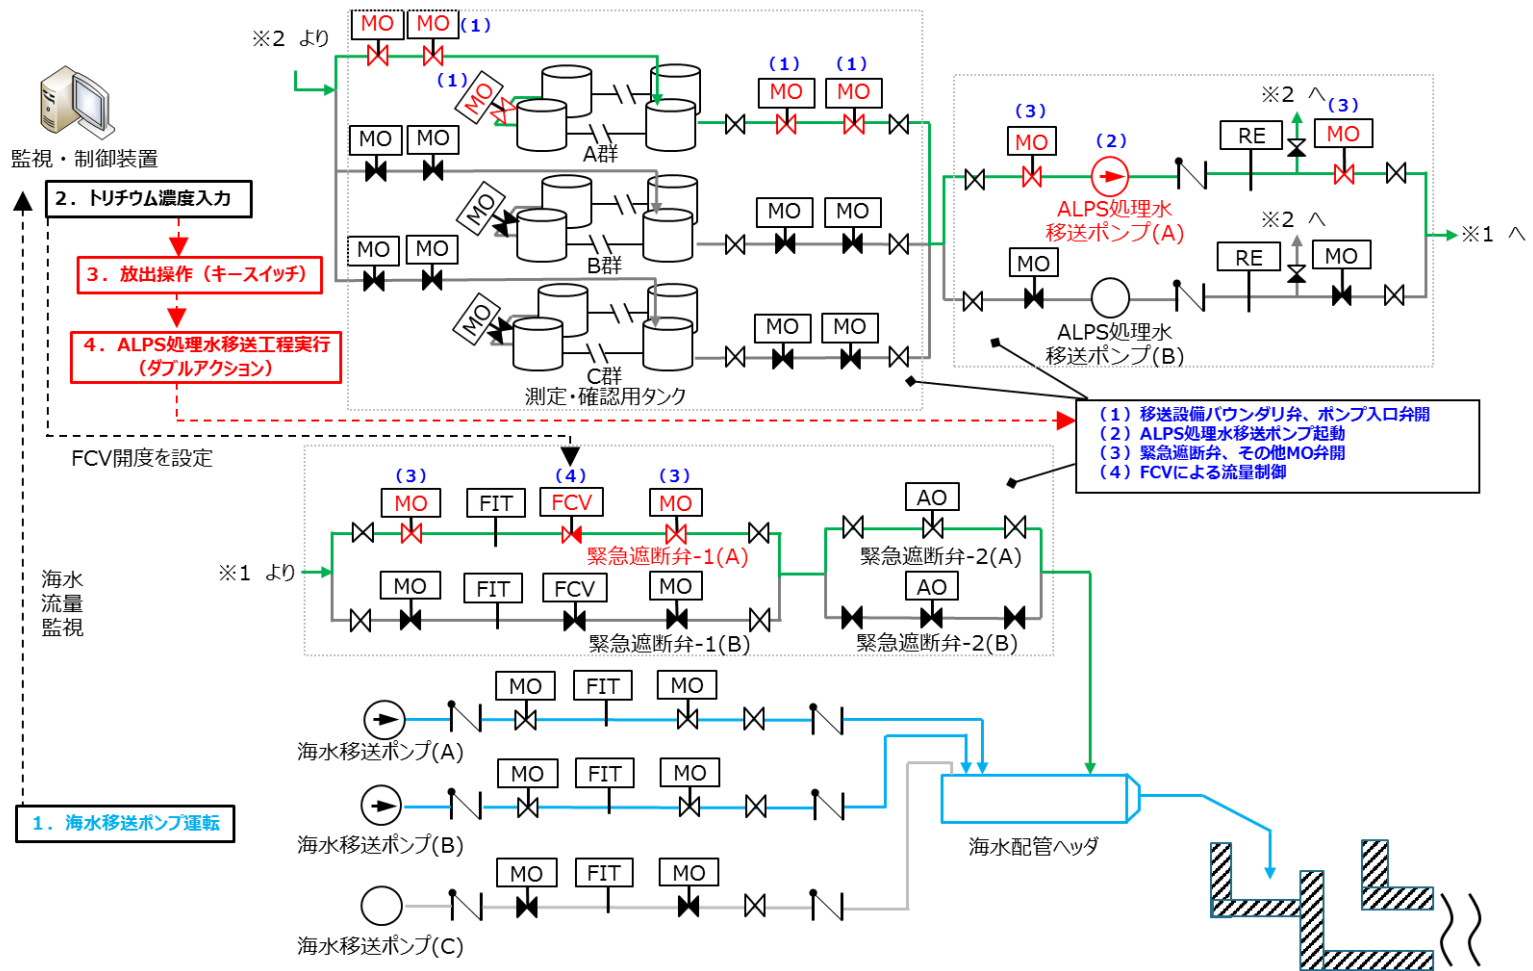 MO
MO
（1）
※2 より
（1）
MO
（1）
（1）
MO
MO
A群
MO
MO
MO
B群
MO
MO
MO
MO
MO
C群
MO
MO
測定・確認用タンク
監視・制御装置
2．トリチウム濃度入力
3．放出操作（キースイッチ）
4．ALPS処理水移送工程実行
（ダブルアクション）
FCV開度を設定
海水
流量
監視
1．海水移送ポンプ運転
※2 へ
（3）
（3）
MO
（2）
RE
MO
ALPS処理水
移送ポンプ(A)
※1 へ
※2 へ
MO
RE
MO
ALPS処理水
移送ポンプ(B)
（1）移送設備バウンダリ弁、ポンプ入口弁開
（2）ALPS処理水移送ポンプ起動
（3）緊急遮断弁、その他MO弁開
（4）FCVによる流量制御
（3）
（4）
（3）
MO
FIT
FCV
MO
AO
緊急遮断弁-1(A)
緊急遮断弁-2(A)
※1 より
MO
FIT
FCV
MO
AO
緊急遮断弁-1(B)
緊急遮断弁-2(B)
MO
FIT
MO
海水移送ポンプ(A)
MO
FIT
MO
海水移送ポンプ(B)
海水配管ヘッダ
MO
FIT
MO
海水移送ポンプ(C)